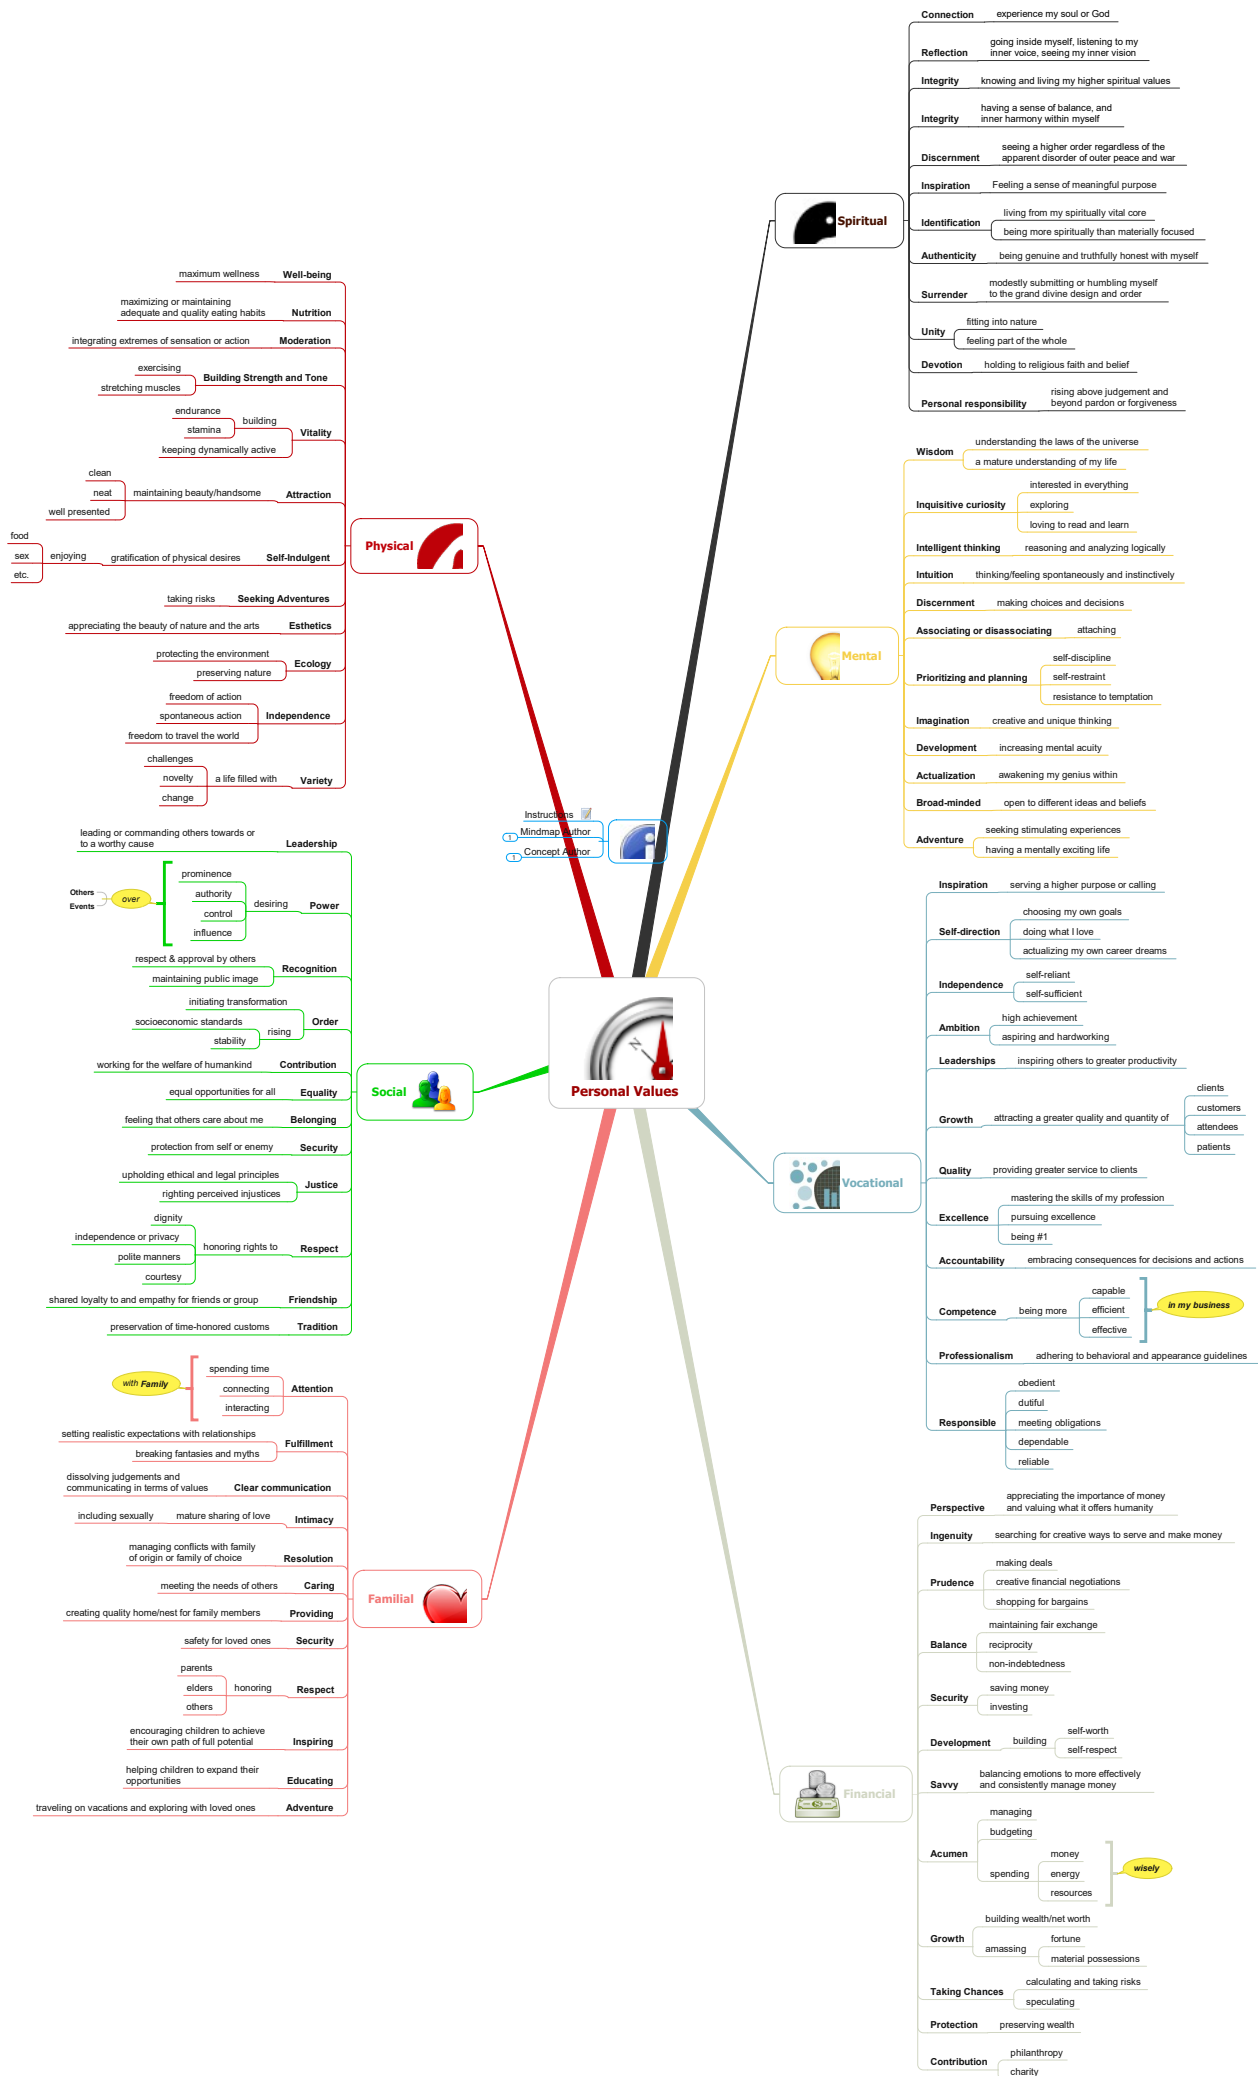 Personal Values
Instructions
Mindmap Author
1
Concept Author
1
Spiritual
Connection
experience my soul or God
Reflection
going inside myself, listening to my
inner voice, seeing my inner vision
Integrity
knowing and living my higher spiritual values
Integrity
having a sense of balance, and
inner harmony within myself
Discernment
seeing a higher order regardless of the
apparent disorder of outer peace and war
Inspiration
Feeling a sense of meaningful purpose
Identification
living from my spiritually vital core
being more spiritually than materially focused
Authenticity
being genuine and truthfully honest with myself
Surrender
modestly submitting or humbling myself
to the grand divine design and order
Unity
fitting into nature
feeling part of the whole
Devotion
holding to religious faith and belief
Personal responsibility
rising above judgement and
beyond pardon or forgiveness
Mental
Wisdom
understanding the laws of the universe
a mature understanding of my life
Inquisitive curiosity
interested in everything
exploring
loving to read and learn
Intelligent thinking
reasoning and analyzing logically
Intuition
thinking/feeling spontaneously and instinctively
Discernment
making choices and decisions
Associating or disassociating
attaching
Prioritizing and planning
self-discipline
self-restraint
resistance to temptation
Imagination
creative and unique thinking
Development
increasing mental acuity
Actualization
awakening my genius within
Broad-minded
open to different ideas and beliefs
Adventure
seeking stimulating experiences
having a mentally exciting life
Vocational
Inspiration
serving a higher purpose or calling
Self-direction
choosing my own goals
doing what I love
actualizing my own career dreams
Independence
self-reliant
self-sufficient
Ambition
high achievement
aspiring and hardworking
Leaderships
inspiring others to greater productivity
Growth
attracting a greater quality and quantity of
clients
customers
attendees
patients
Quality
providing greater service to clients
Excellence
mastering the skills of my profession
pursuing excellence
being #1
Accountability
embracing consequences for decisions and actions
Competence
being more
capable
efficient
effective
in my business
Professionalism
adhering to behavioral and appearance guidelines
Responsible
obedient
dutiful
meeting obligations
dependable
reliable
Financial
Perspective
appreciating the importance of money
and valuing what it offers humanity
Ingenuity
searching for creative ways to serve and make money
Prudence
making deals
creative financial negotiations
shopping for bargains
Balance
maintaining fair exchange
reciprocity
non-indebtedness
Security
saving money
investing
Development
building
self-worth
self-respect
Savvy
balancing emotions to more effectively
and consistently manage money
Acumen
managing
budgeting
spending
money
energy
resources
wisely
Growth
building wealth/net worth
amassing
fortune
material possessions
Taking Chances
calculating and taking risks
speculating
Protection
preserving wealth
Contribution
philanthropy
charity
Physical
Well-being
maximum wellness
Nutrition
maximizing or maintaining
adequate and quality eating habits
Moderation
integrating extremes of sensation or action
Building Strength and Tone
exercising
stretching muscles
Vitality
building
endurance
stamina
keeping dynamically active
Attraction
maintaining beauty/handsome
clean
neat
well presented
Self-Indulgent
gratification of physical desires
enjoying
food
sex
etc.
Seeking Adventures
taking risks
Esthetics
appreciating the beauty of nature and the arts
Ecology
protecting the environment
preserving nature
Independence
freedom of action
spontaneous action
freedom to travel the world
Variety
a life filled with
challenges
novelty
change
Social
Leadership
leading or commanding others towards or
to a worthy cause
Power
desiring
prominence
authority
control
influence
over
Others
Events
Recognition
respect & approval by others
maintaining public image
Order
initiating transformation
rising
socioeconomic standards
stability
Contribution
working for the welfare of humankind
Equality
equal opportunities for all
Belonging
feeling that others care about me
Security
protection from self or enemy
Justice
upholding ethical and legal principles
righting perceived injustices
Respect
honoring rights to
dignity
independence or privacy
polite manners
courtesy
Friendship
shared loyalty to and empathy for friends or group
Tradition
preservation of time-honored customs
Familial
Attention
spending time
connecting
interacting
with Family
Fulfillment
setting realistic expectations with relationships
breaking fantasies and myths
Clear communication
dissolving judgements and
communicating in terms of values
Intimacy
mature sharing of love
including sexually
Resolution
managing conflicts with family
of origin or family of choice
Caring
meeting the needs of others
Providing
creating quality home/nest for family members
Security
safety for loved ones
Respect
honoring
parents
elders
others
Inspiring
encouraging children to achieve
their own path of full potential
Educating
helping children to expand their
opportunities
Adventure
traveling on vacations and exploring with loved ones